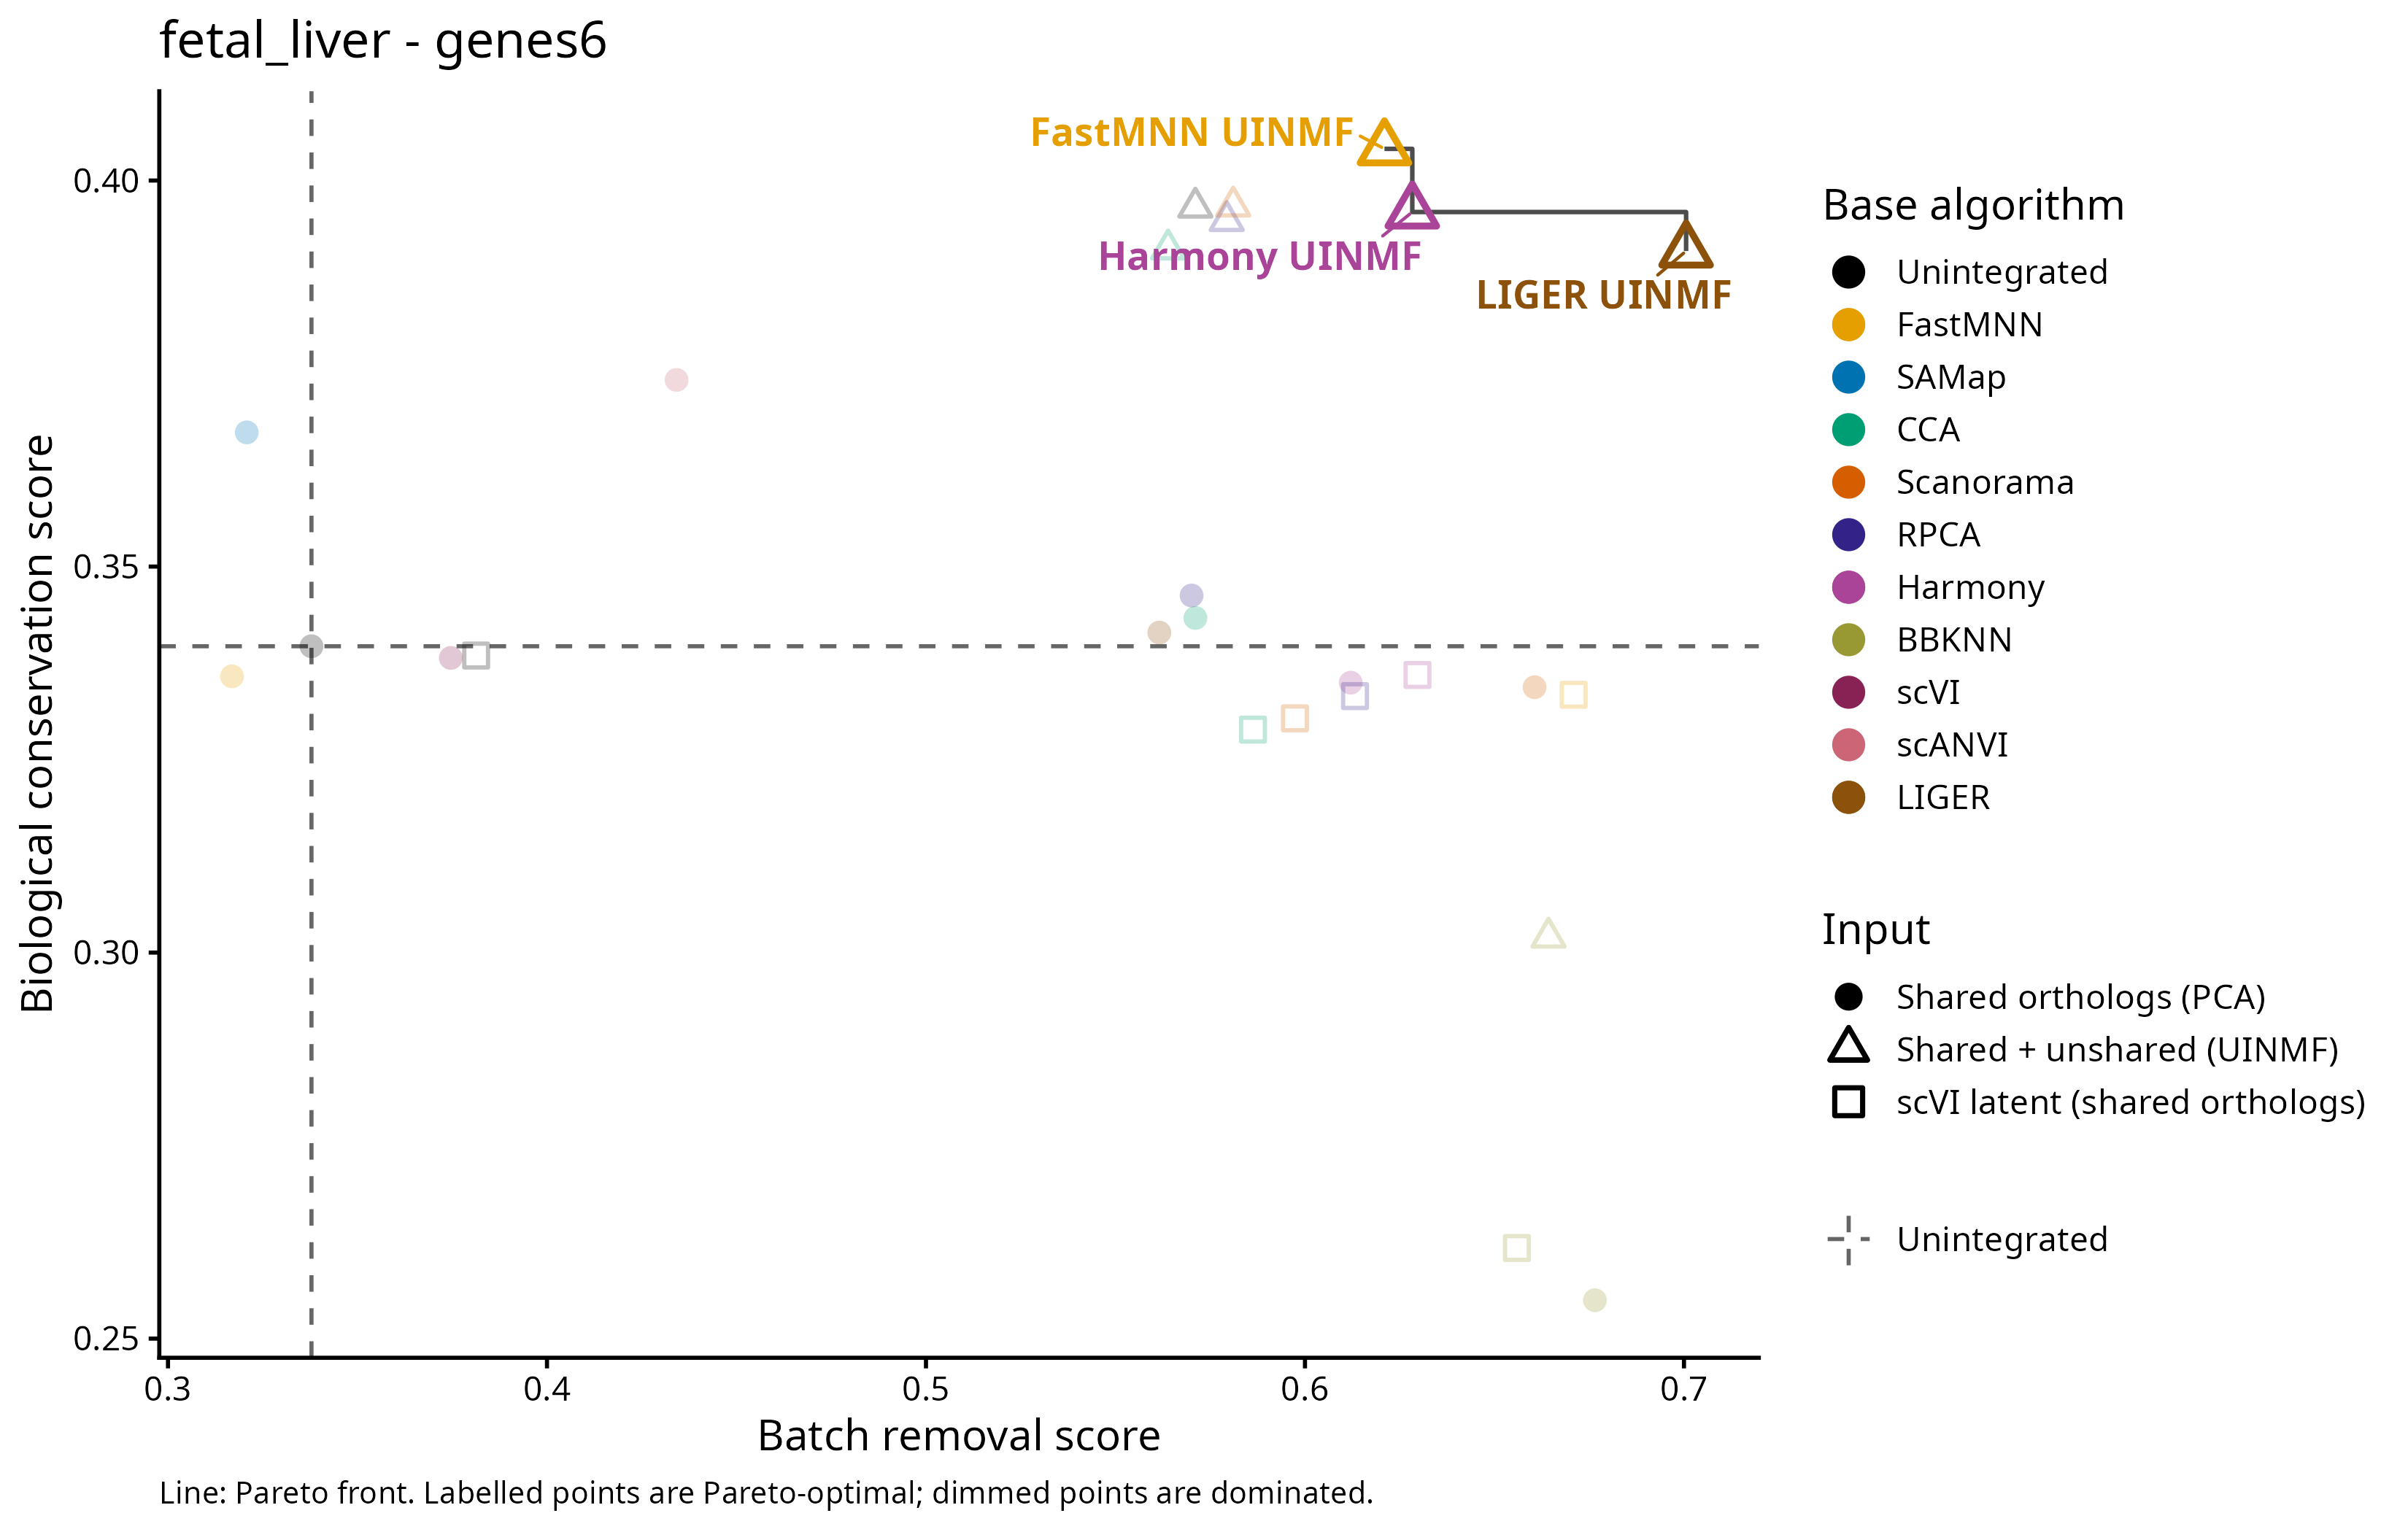 fetal_liver - genes6
FastMNN UINMF
Harmony UINMF
LIGER UINMF
Biological conservation score
0.40
0.35
0.30
0.25
0.3
0.4
0.5
0.6
0.7
Batch removal score
Line: Pareto front. Labelled points are Pareto-optimal; dimmed points are dominated.
Base algorithm
Unintegrated
FastMNN
SAMap
CCA
Scanorama
RPCA
Harmony
BBKNN
scVI
scANVI
LIGER
Input
Shared orthologs (PCA)
Shared + unshared (UINMF)
scVI latent (shared orthologs)
Unintegrated